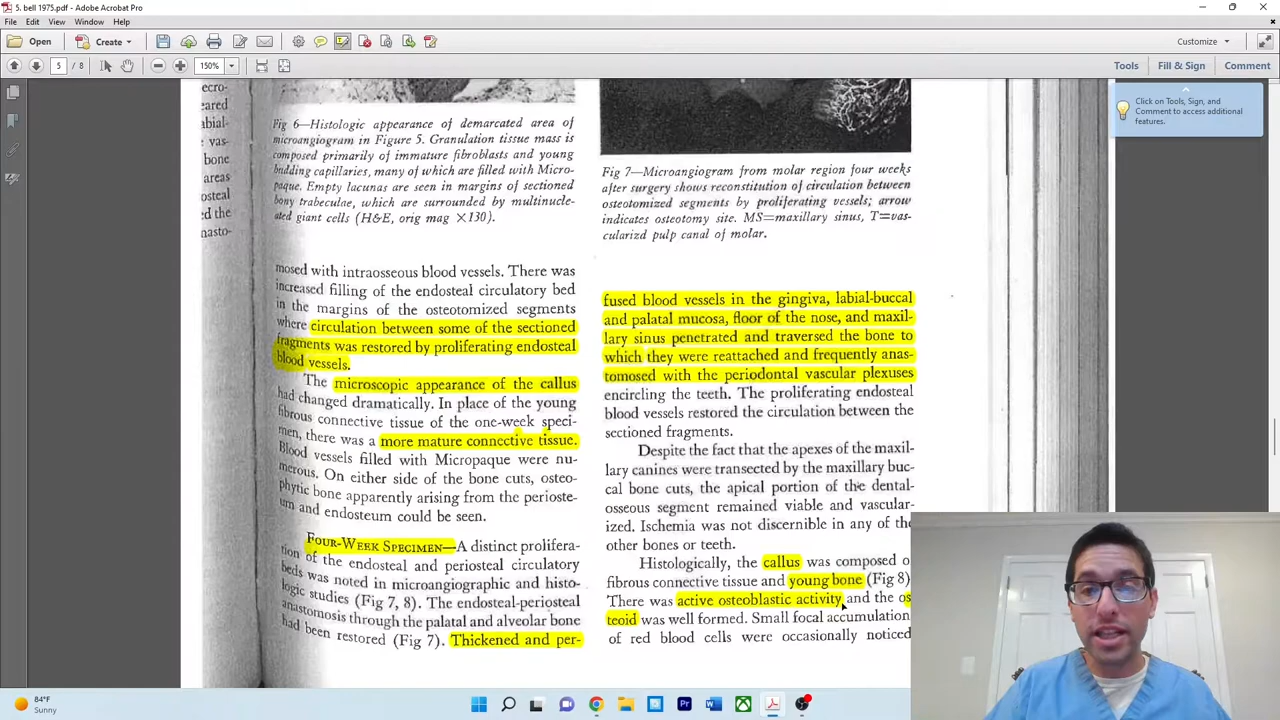 5. bell 1975.pdf - Adobe Acrobat Pro
File Edit View Window Help
Open Create Customize
5 / 8 150% Tools Fill & Sign Comment
ecro-
eared
abial-
vas-
bone
areas
osteal
ed the
nasto-
Fig 6—Histologic appearance of demarcated area of
microangiogram in Figure 5. Granulation tissue mass is
composed primarily of immature fibroblasts and young
budding capillaries, many of which are filled with Micro-
paque. Empty lacunas are seen in margins of sectioned
bony trabeculae, which are surrounded by multinucle-
ated giant cells (H&E, orig mag ×130).
mosed with intraosseous blood vessels. There was
increased filling of the endosteal circulatory bed
in the margins of the osteotomized segments
where circulation between some of the sectioned
fragments was restored by proliferating endosteal
blood vessels.
The microscopic appearance of the callus
had changed dramatically. In place of the young
fibrous connective tissue of the one-week speci-
men, there was a more mature connective tissue.
Blood vessels filled with Micropaque were nu-
merous. On either side of the bone cuts, osteo-
phytic bone apparently arising from the perioste-
um and endosteum could be seen.
Four-Week Specimen—A distinct prolifera-
tion of the endosteal and periosteal circulatory
beds was noted in microangiographic and histo-
logic studies (Fig 7, 8). The endosteal-periosteal
anastomosis through the palatal and alveolar bone
had been restored (Fig 7). Thickened and per-
Fig 7—Microangiogram from molar region four weeks
after surgery shows reconstitution of circulation between
osteotomized segments by proliferating vessels; arrow
indicates osteotomy site. MS=maxillary sinus, T=vas-
cularized pulp canal of molar.
fused blood vessels in the gingiva, labial-buccal
and palatal mucosa, floor of the nose, and maxil-
lary sinus penetrated and traversed the bone to
which they were reattached and frequently anas-
tomosed with the periodontal vascular plexuses
encircling the teeth. The proliferating endosteal
blood vessels restored the circulation between the
sectioned fragments.
Despite the fact that the apexes of the maxil-
lary canines were transected by the maxillary buc-
cal bone cuts, the apical portion of the dental-
osseous segment remained viable and vascular-
ized. Ischemia was not discernible in any of the
other bones or teeth.
Histologically, the callus was composed o
fibrous connective tissue and young bone (Fig 8)
There was active osteoblastic activity and the os
teoid was well formed. Small focal accumulation
of red blood cells were occasionally noticed
Click on Tools, Sign, and
Comment to access additional
features.
84°F
Sunny